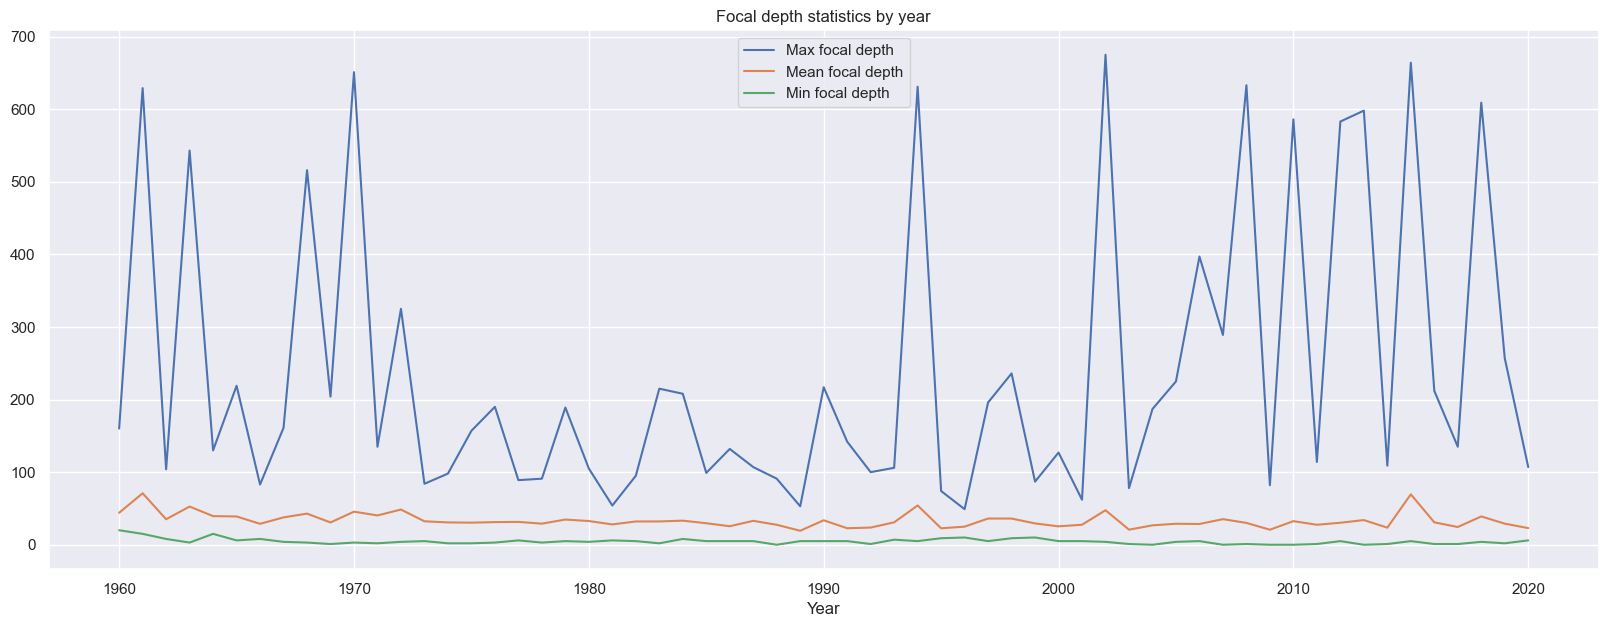 Focal depth statistics by year
700
600
500
400
300
200
100
0
Max focal depth
Mean focal depth
Min focal depth
1960 1970 1980 1990 2000 2010 2020
Year